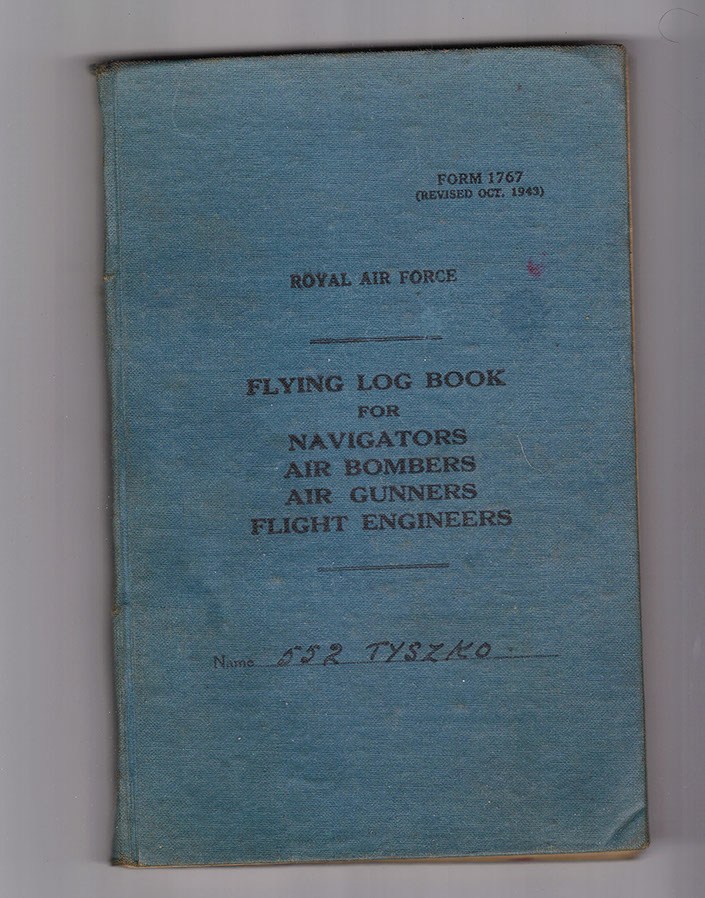 FORM 1767
(REVISED OCT. 1943)
ROYAL AIR FORCE
FLYING LOG BOOK
FOR
NAVIGATORS
AIR BOMBERS
AIR GUNNERS
FLIGHT ENGINEERS
Name 552 TYSZKO